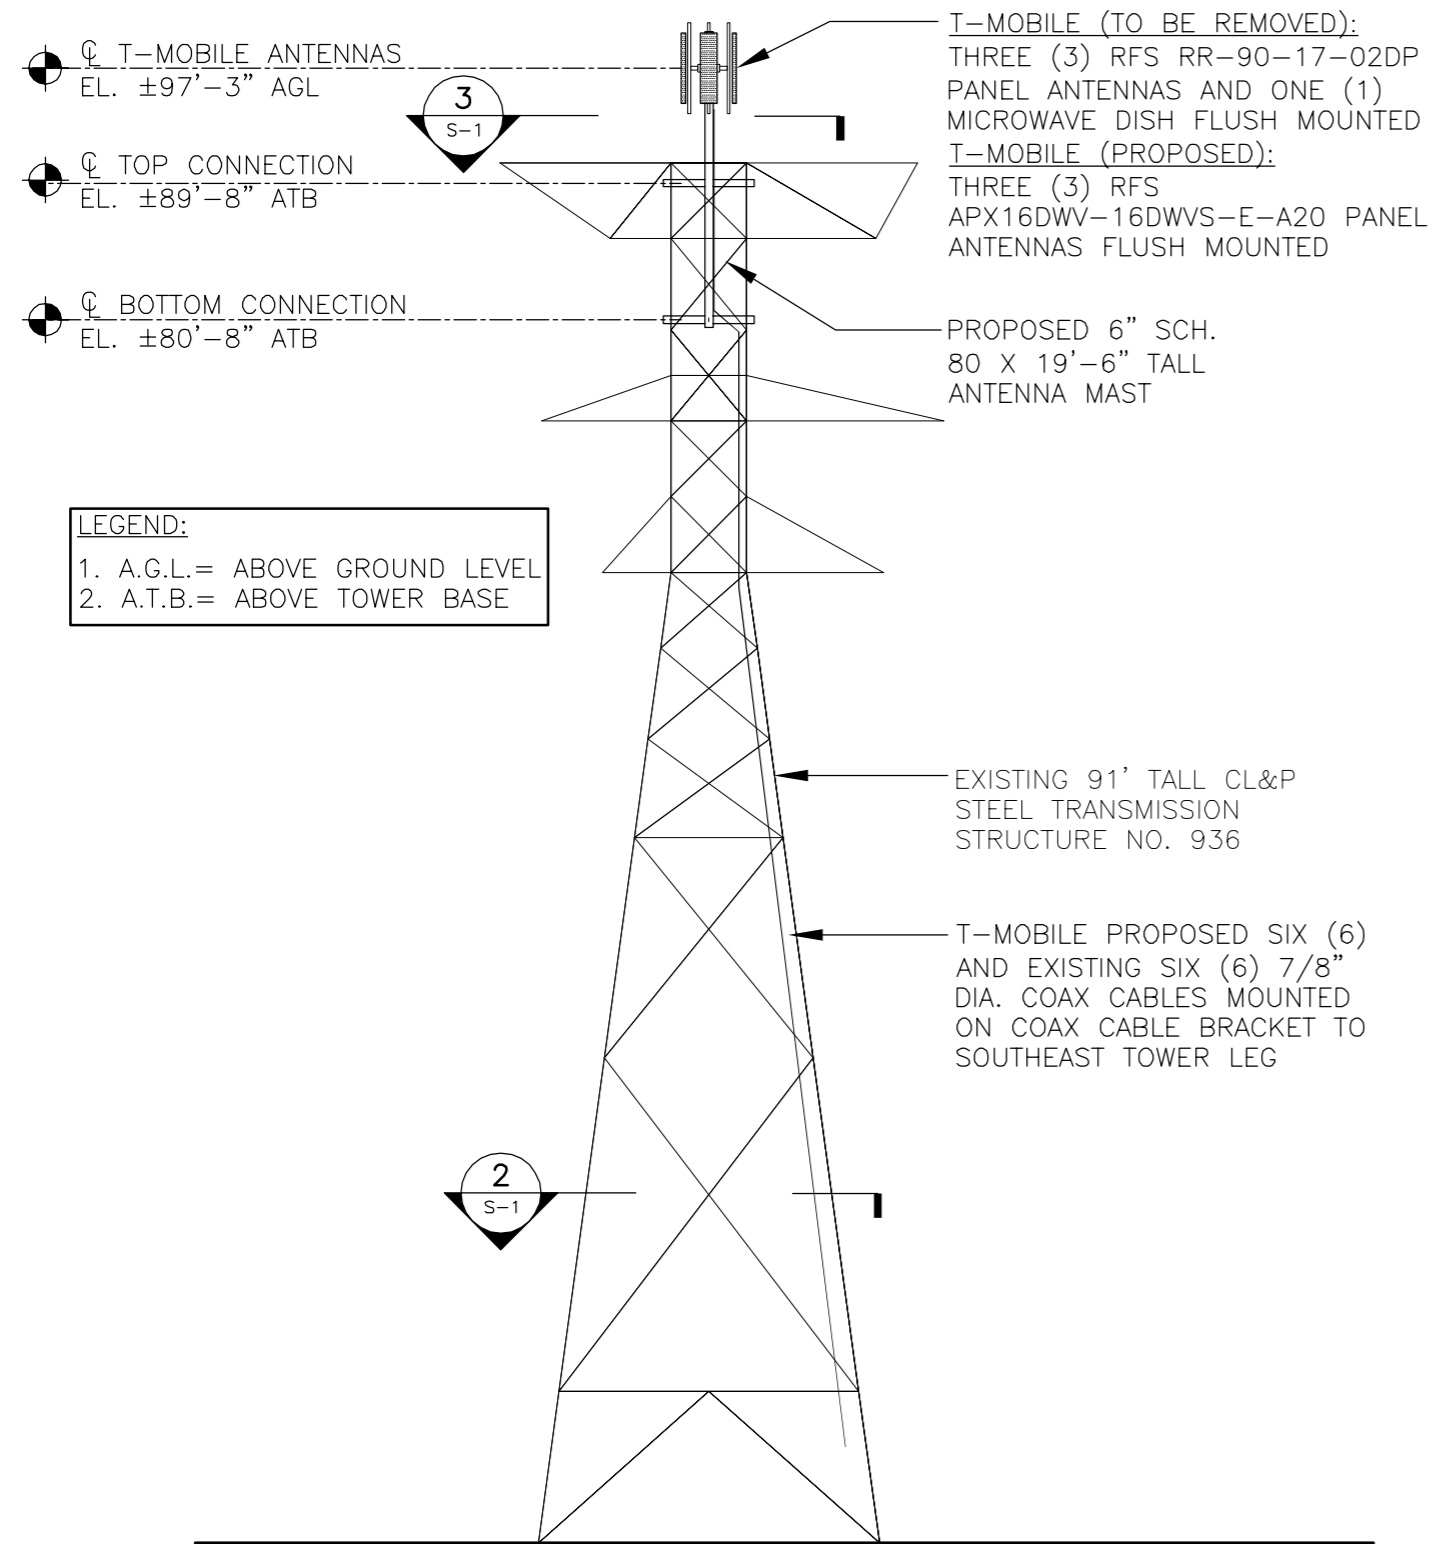 ℄ T-MOBILE ANTENNAS
EL. ±97'-3" AGL
3
S-1
℄ TOP CONNECTION
EL. ±89'-8" ATB
℄ BOTTOM CONNECTION
EL. ±80'-8" ATB
T-MOBILE (TO BE REMOVED):
THREE (3) RFS RR-90-17-02DP
PANEL ANTENNAS AND ONE (1)
MICROWAVE DISH FLUSH MOUNTED
T-MOBILE (PROPOSED):
THREE (3) RFS
APX16DWV-16DWVS-E-A20 PANEL
ANTENNAS FLUSH MOUNTED
PROPOSED 6" SCH.
80 X 19'-6" TALL
ANTENNA MAST
LEGEND:
1. A.G.L.= ABOVE GROUND LEVEL
2. A.T.B.= ABOVE TOWER BASE
EXISTING 91' TALL CL&P
STEEL TRANSMISSION
STRUCTURE NO. 936
T-MOBILE PROPOSED SIX (6)
AND EXISTING SIX (6) 7/8"
DIA. COAX CABLES MOUNTED
ON COAX CABLE BRACKET TO
SOUTHEAST TOWER LEG
2
S-1